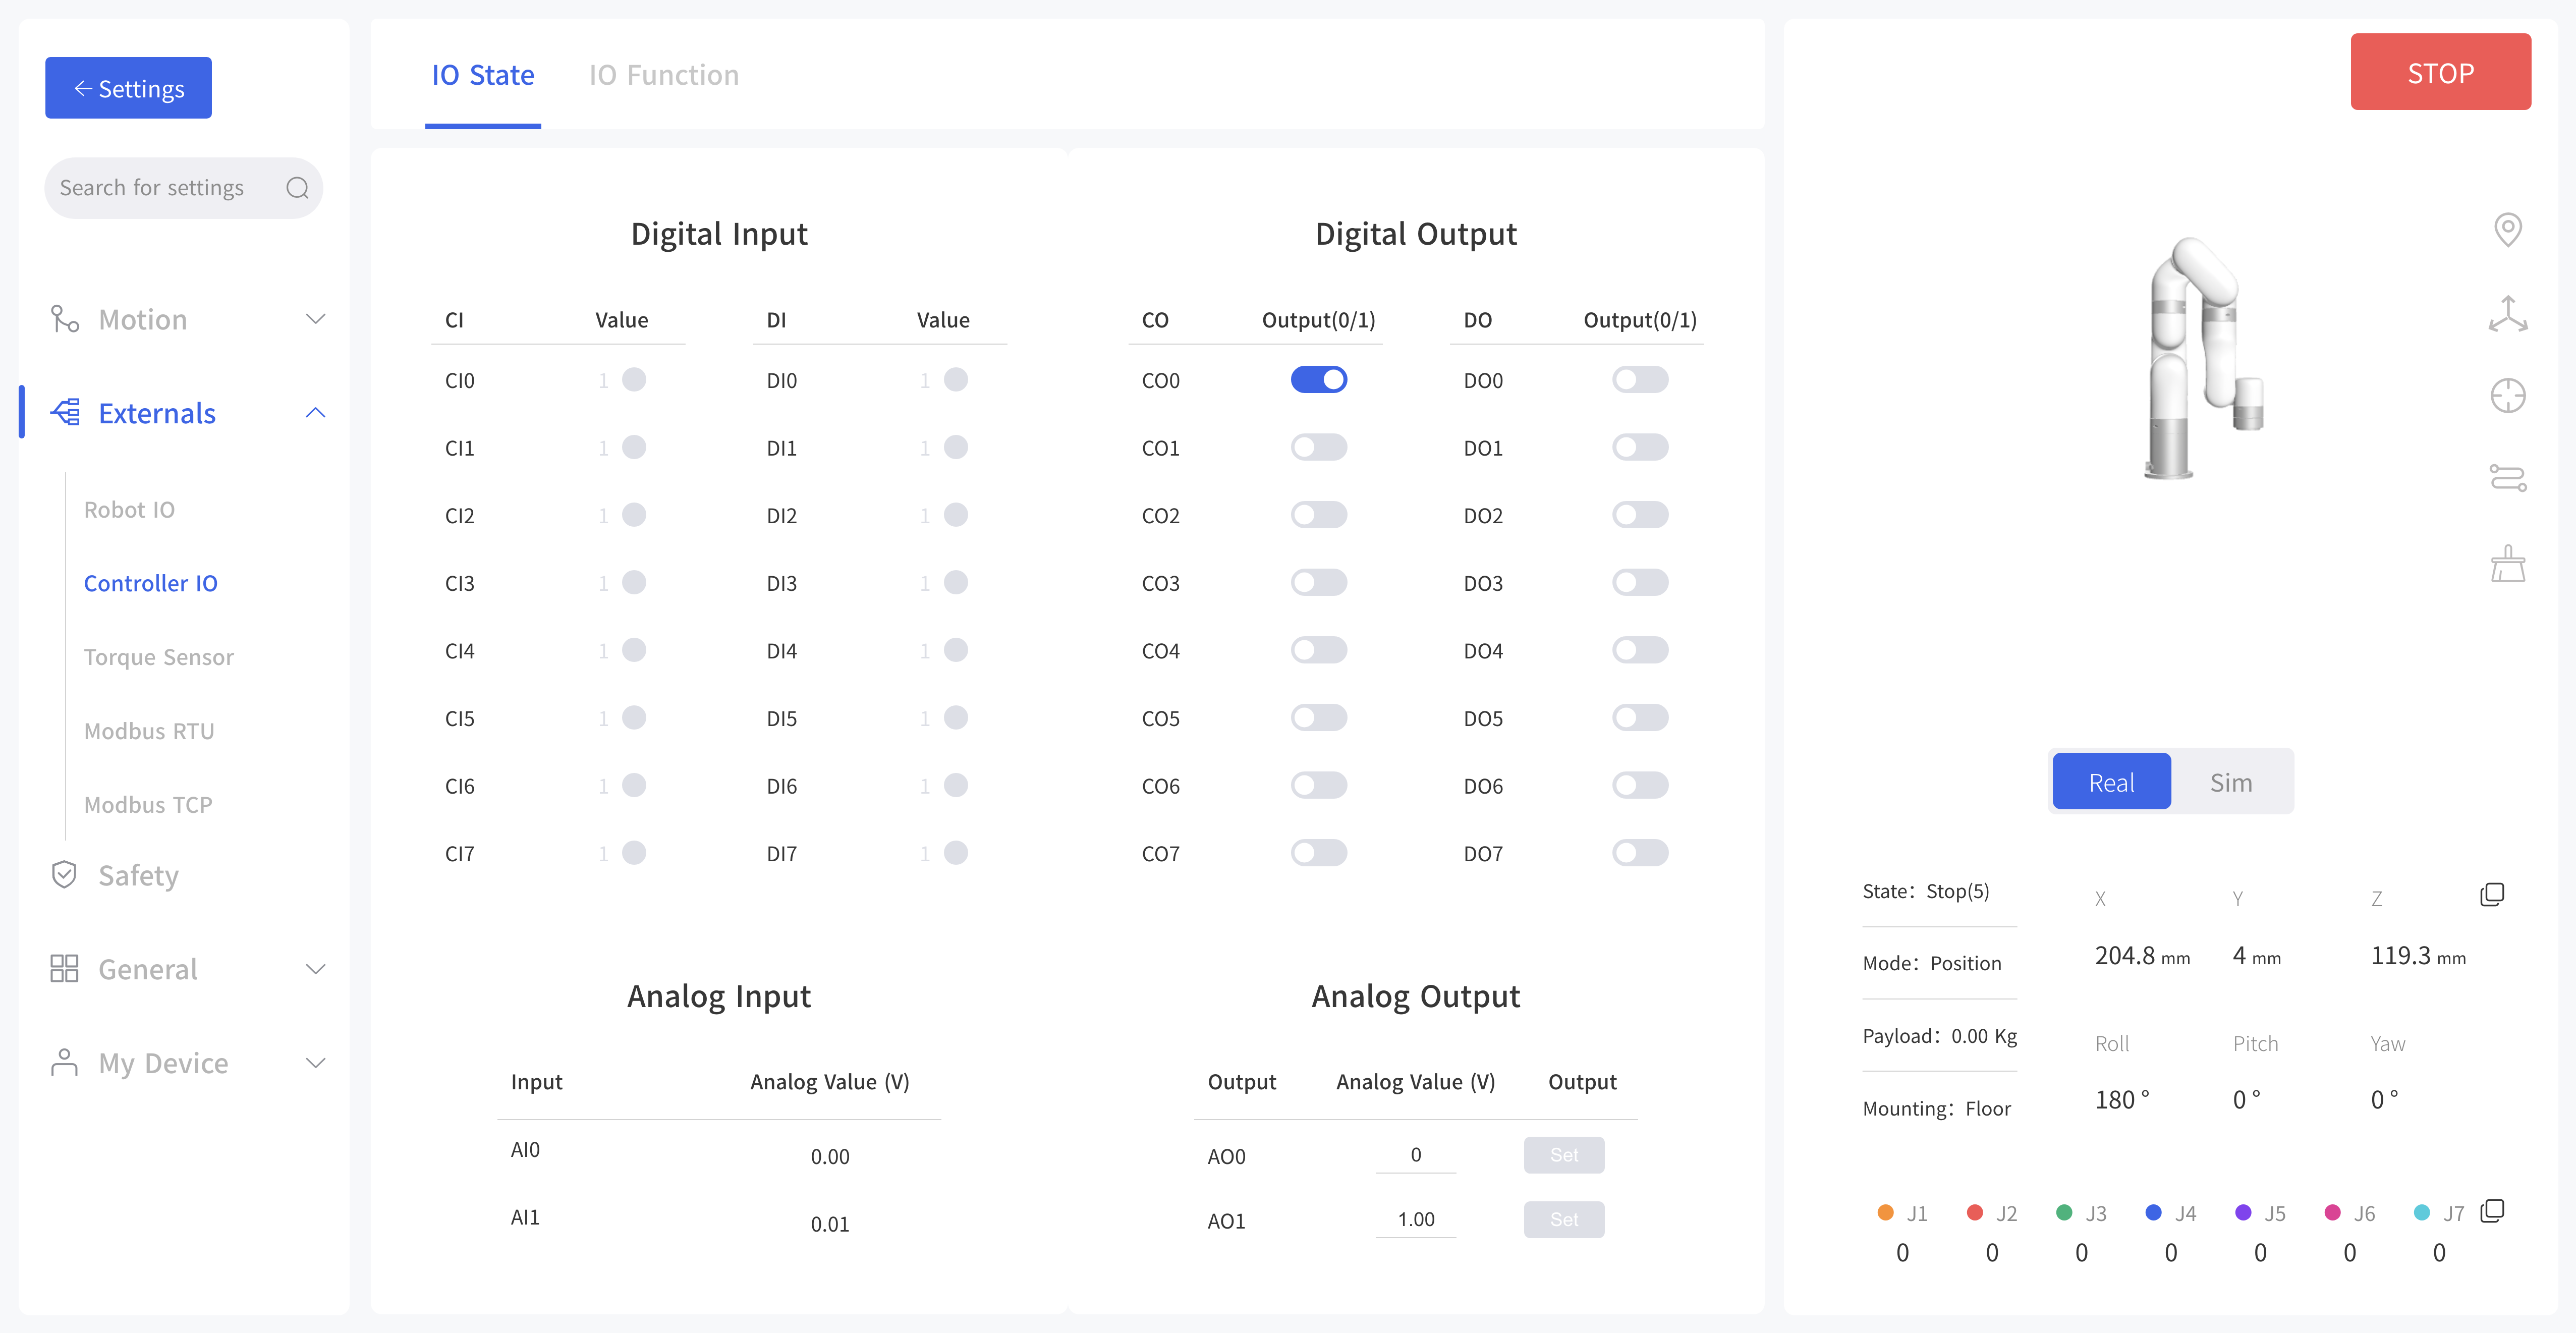 Settings
Search for settings
Motion
Externals
Robot IO
Controller IO
Torque Sensor
Modbus RTU
Modbus TCP
Safety
General
My Device
IO State IO Function
Digital Input
CI Value DI Value
CI0 1 DI0 1
CI1 1 DI1 1
CI2 1 DI2 1
CI3 1 DI3 1
CI4 1 DI4 1
CI5 1 DI5 1
CI6 1 DI6 1
CI7 1 DI7 1
Digital Output
CO Output(0/1) DO Output(0/1)
CO0 DO0
CO1 DO1
CO2 DO2
CO3 DO3
CO4 DO4
CO5 DO5
CO6 DO6
CO7 DO7
Analog Input
Input Analog Value (V)
AI0 0.00
AI1 0.01
Analog Output
Output Analog Value (V) Output
AO0 0 Set
AO1 1.00 Set
STOP
Real Sim
State: Stop(5)
Mode: Position
Payload: 0.00 Kg
Mounting: Floor
X Y Z
204.8 mm 4 mm 119.3 mm
Roll Pitch Yaw
180 ° 0 ° 0 °
J1 J2 J3 J4 J5 J6 J7
0 0 0 0 0 0 0